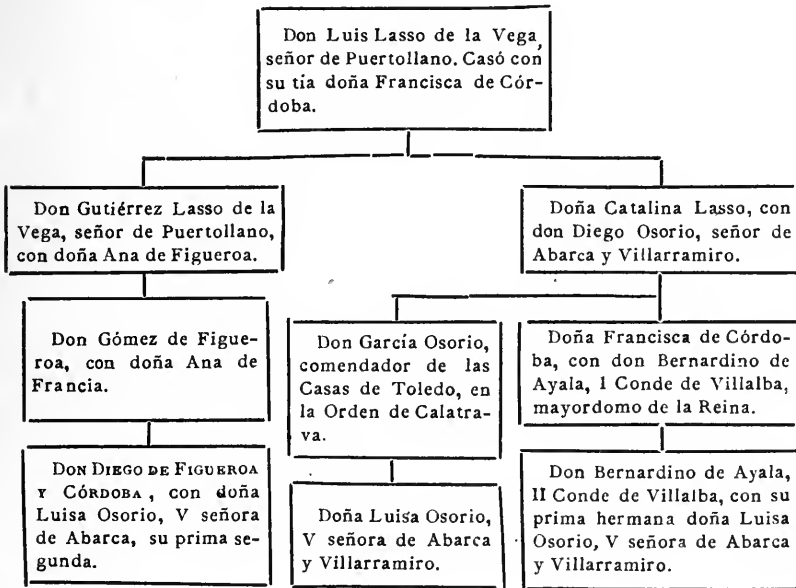 Don Luis Lasso de la Vega,
señor de Puertollano. Casó con
su tía doña Francisca de Cór-
doba.
Don Gutiérrez Lasso de la
Vega, señor de Puertollano,
con doña Ana de Figueroa.
Doña Catalina Lasso, con
don Diego Osorio, señor de
Abarca y Villarramiro.
Don Gómez de Figue-
roa, con doña Ana de
Francia.
Don García Osorio,
comendador de las
Casas de Toledo, en
la Orden de Calatra-
va.
Doña Francisca de Córdo-
ba, con don Bernardino de
Ayala, I Conde de Villalba,
mayordomo de la Reina.
DON DIEGO DE FIGUEROA
Y CÓRDOBA, con doña
Luisa Osorio, V señora
de Abarca, su prima se-
gunda.
Doña Luisa Osorio,
V señora de Abarca
y Villarramiro.
Don Bernardino de Ayala,
II Conde de Villalba, con su
prima hermana doña Luisa
Osorio, V señora de Abarca
y Villarramiro.